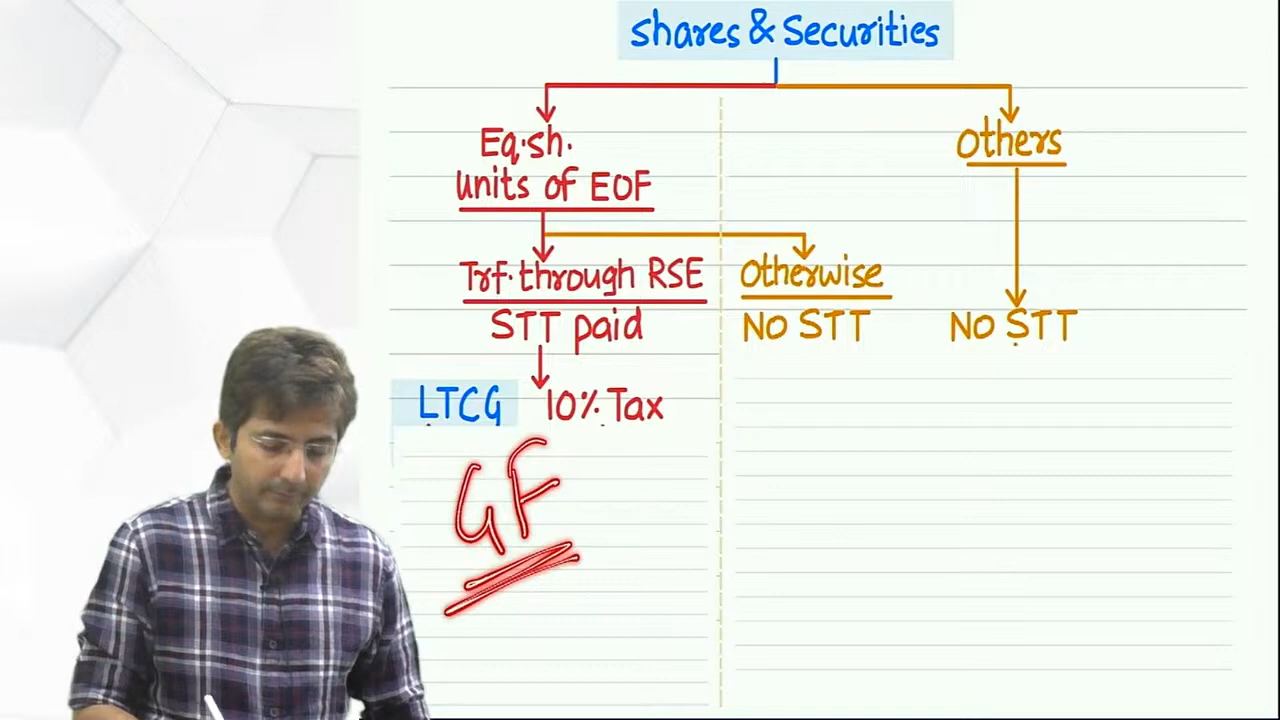 shares & Securities
Eq.sh.
units of EOF
Others
Trf. through RSE
Otherwise
STT paid
NO STT
NO STT
LTCG
10% Tax
GF